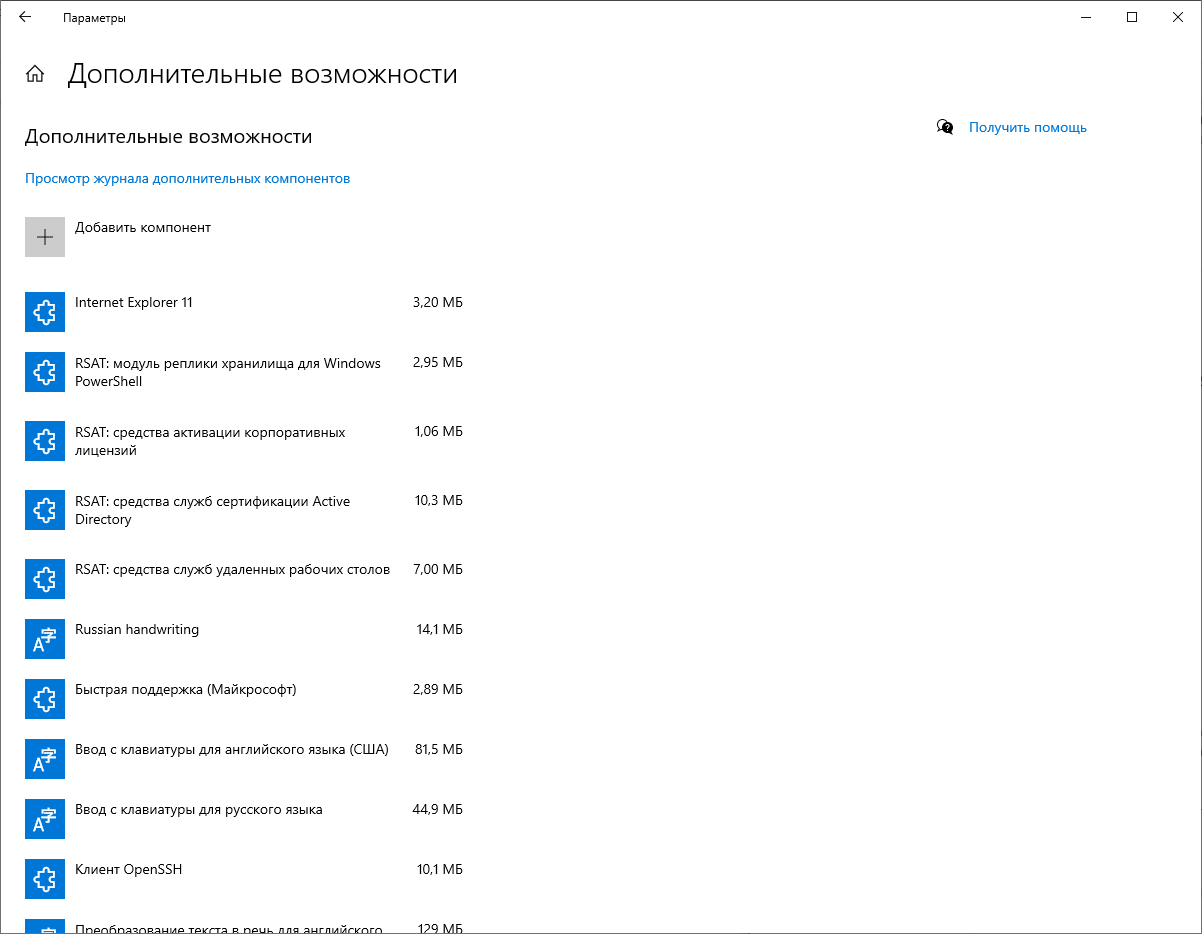 Параметры
Дополнительные возможности
Дополнительные возможности
Получить помощь
Просмотр журнала дополнительных компонентов
Добавить компонент
Internet Explorer 11 3,20 МБ
RSAT: модуль реплики хранилища для Windows 2,95 МБ
PowerShell
RSAT: средства активации корпоративных 1,06 МБ
лицензий
RSAT: средства служб сертификации Active 10,3 МБ
Directory
RSAT: средства служб удаленных рабочих столов 7,00 МБ
Russian handwriting 14,1 МБ
Быстрая поддержка (Майкрософт) 2,89 МБ
Ввод с клавиатуры для английского языка (США) 81,5 МБ
Ввод с клавиатуры для русского языка 44,9 МБ
Клиент OpenSSH 10,1 МБ
Преобразование текста в речь для английского 129 МБ